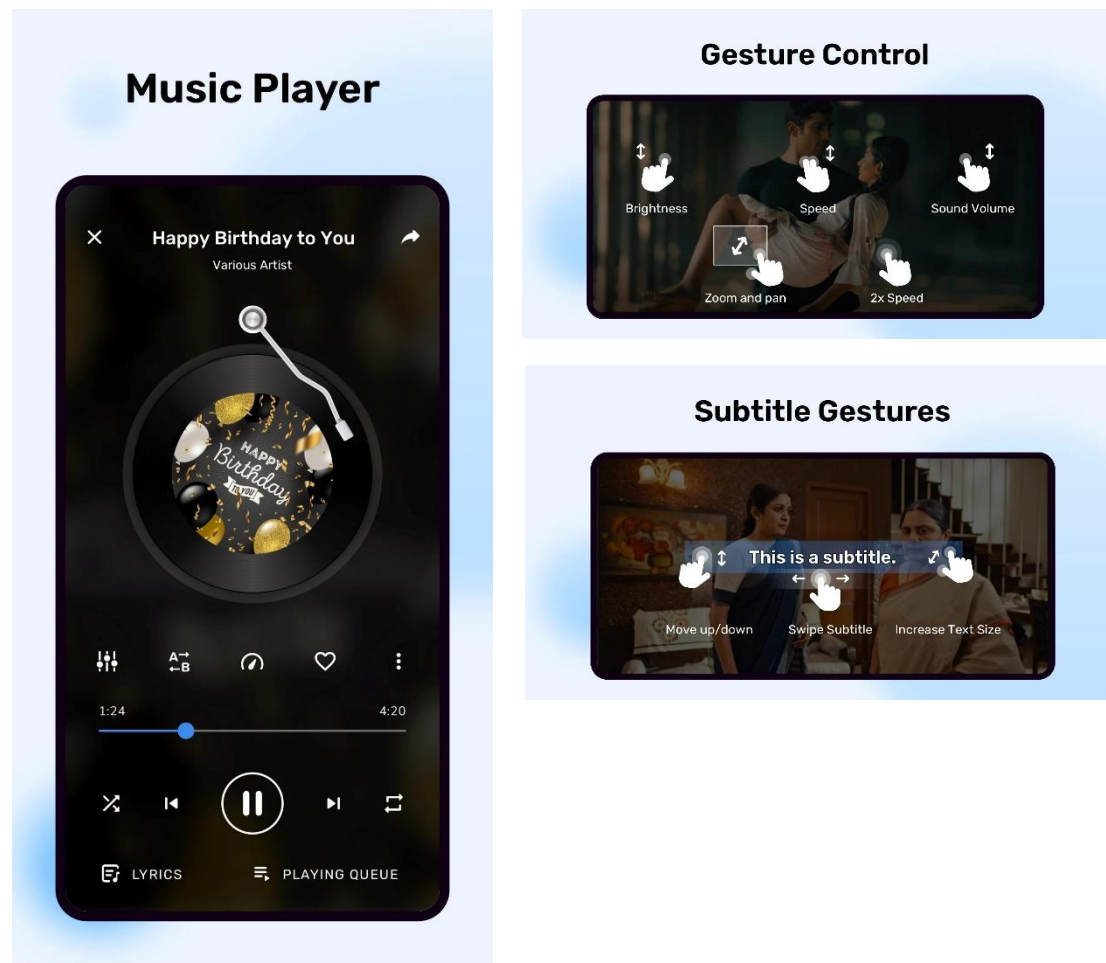 Music Player
Happy Birthday to You
Various Artist
HAPPY
Birthday
TO YOU
A
B
1:24
4:20
LYRICS
PLAYING QUEUE
Gesture Control
Brightness
Speed
Sound Volume
Zoom and pan
2x Speed
Subtitle Gestures
This is a subtitle.
Move up/down
Swipe Subtitle
Increase Text Size